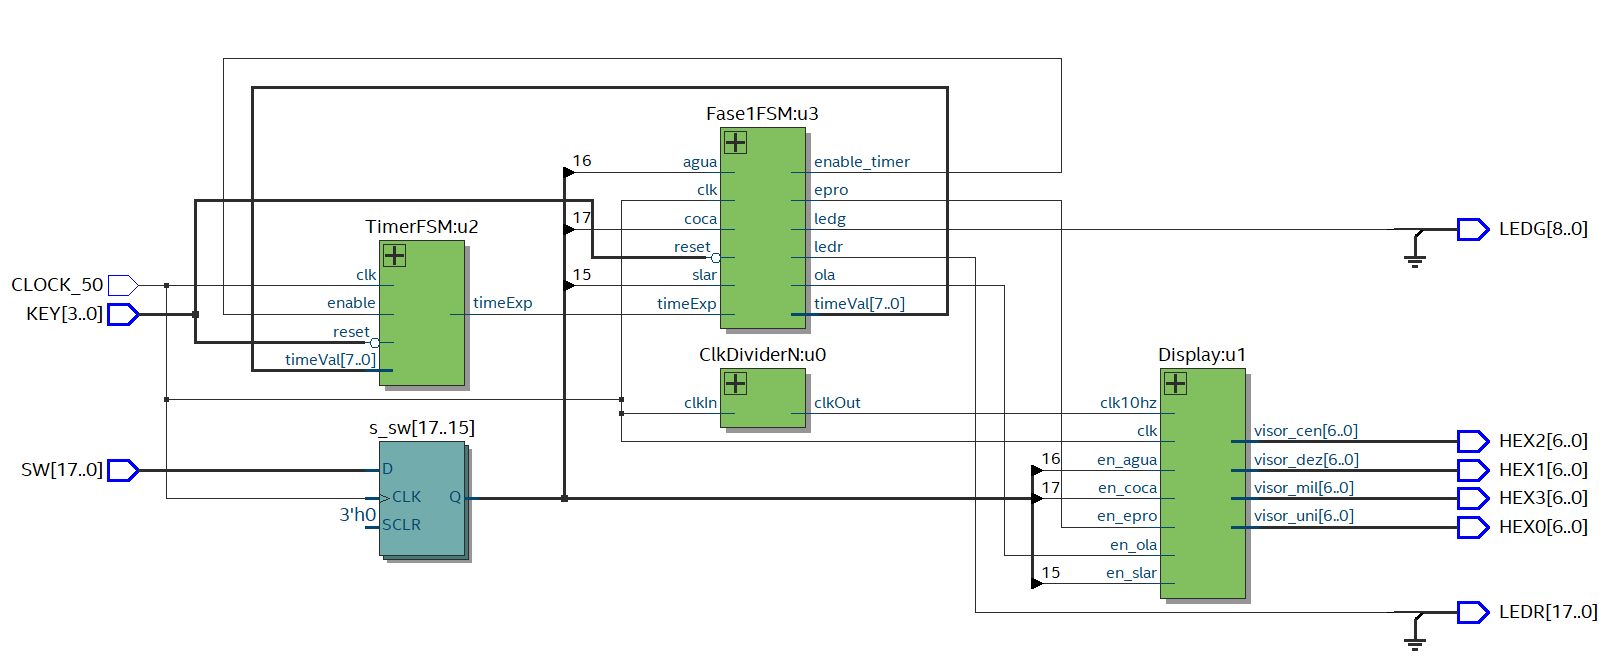 Fase1FSM:u3
16
agua
enable_timer
clk
epro
17
coca
ledg
reset
ledr
15
slar
ola
timeExp
timeVal[7..0]
TimerFSM:u2
clk
enable
timeExp
reset
timeVal[7..0]
CLOCK_50
KEY[3..0]
LEDG[8..0]
ClkDividerN:u0
clkIn
clkOut
s_sw[17..15]
SW[17..0]
D
CLK
Q
3'h0
SCLR
Display:u1
clk10hz
clk
visor_cen[6..0]
HEX2[6..0]
16
en_agua
visor_dez[6..0]
HEX1[6..0]
17
en_coca
visor_mil[6..0]
HEX3[6..0]
en_epro
visor_uni[6..0]
HEX0[6..0]
en_ola
15
en_slar
LEDR[17..0]